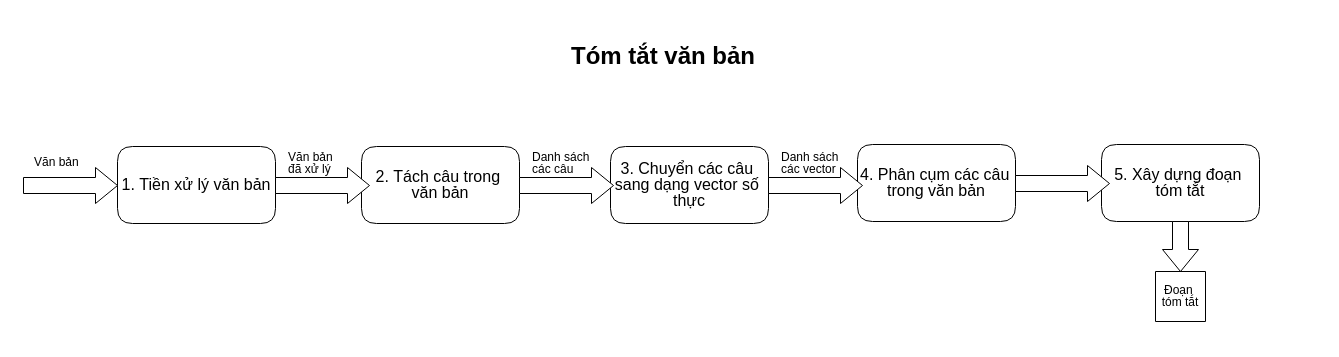 Tóm tắt văn bản
Văn bản
1. Tiền xử lý văn bản
Văn bản
đã xử lý
2. Tách câu trong
văn bản
Danh sách
các câu
3. Chuyển các câu
sang dạng vector số
thực
Danh sách
các vector
4. Phân cụm các câu
trong văn bản
5. Xây dựng đoạn
tóm tắt
Đoạn
tóm tắt